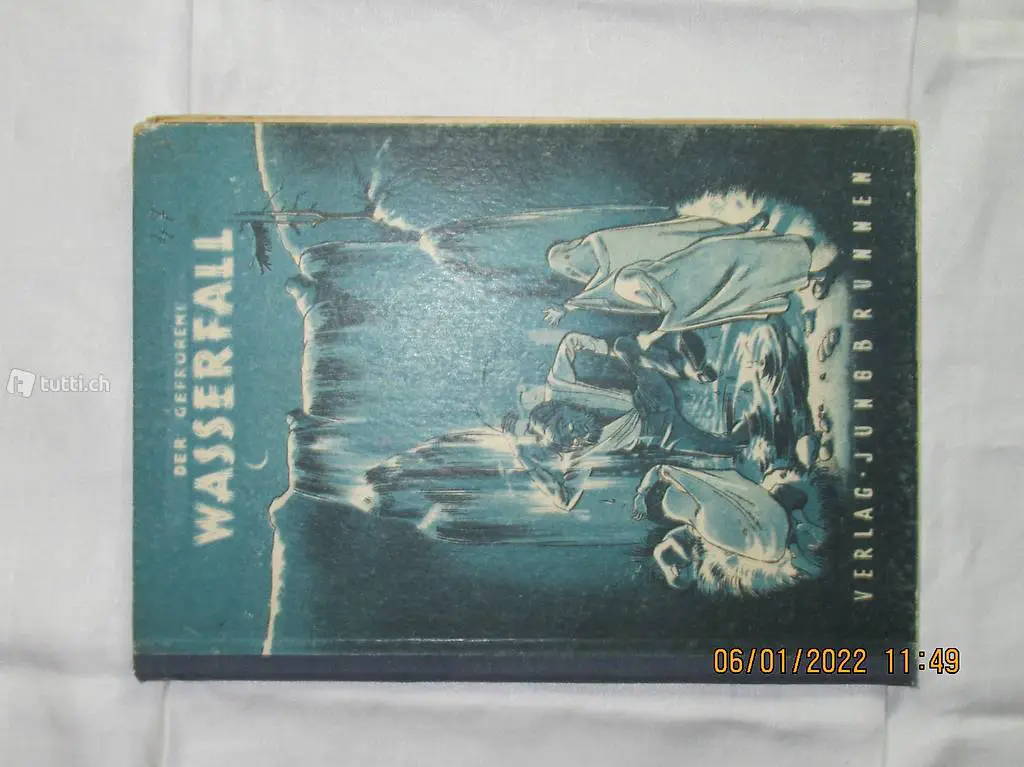 DER GEFRORENE
WASSERFALL
VERLAG · JUNGBRUNNEN
tutti.ch
06/01/2022 11:49